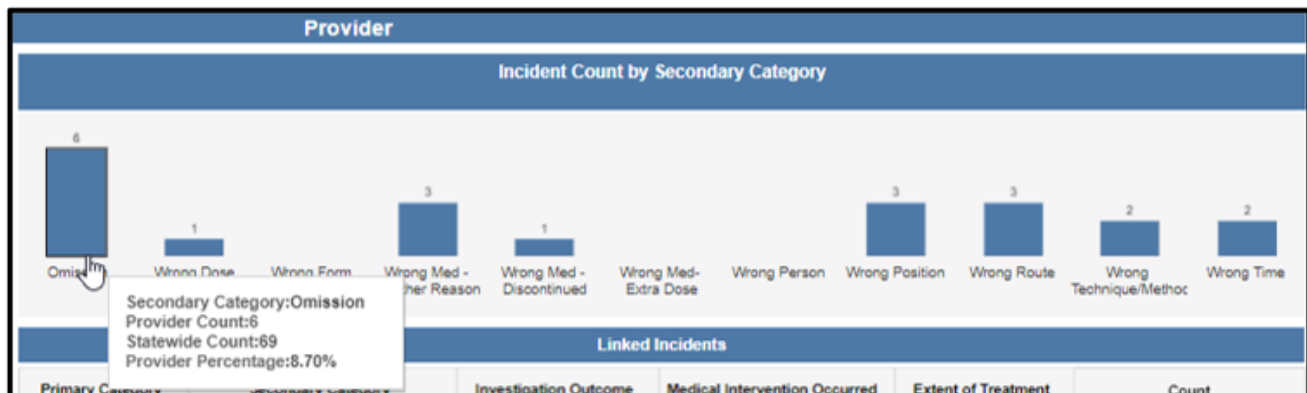 Provider
Incident Count by Secondary Category
6
1
3
1
3
3
2
2
Wrong Dose
Wrong Form
Wrong Med -
Reason
Wrong Med -
Discontinued
Wrong Med-
Extra Dose
Wrong Person
Wrong Position
Wrong Route
Wrong
Technique/Methoc
Wrong Time
Secondary Category:Omission
Provider Count:6
Statewide Count:69
Provider Percentage:8.70%
Linked Incidents
Primary Category
Secondary Category
Investigation Outcome
Medical Intervention Occurred
Extent of Treatment
Count